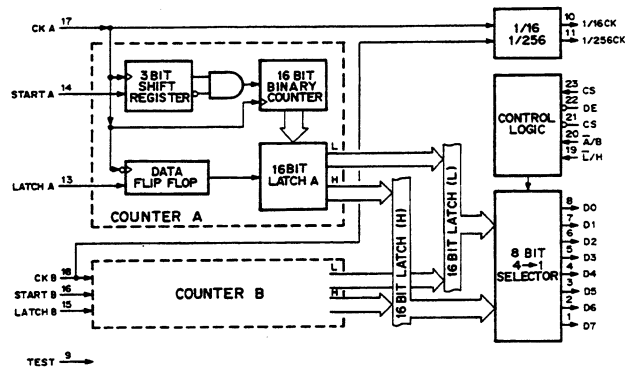 CK A 17
START A 14
LATCH A 13
3 BIT
SHIFT
REGISTER
16 BIT
BINARY
COUNTER
DATA
FLIP FLOP
16BIT
LATCH A
L
H
COUNTER A
CK B 18
START B 16
LATCH B 15
COUNTER B
L
H
TEST 9
16 BIT LATCH (H)
16 BIT LATCH (L)
1/16
1/256
10 1/16CK
11 1/256CK
CONTROL
LOGIC
23 CS
22 DE
21 CS
20 A̅/B
19 L̅/H
8 BIT
4→1
SELECTOR
8 D0
7 D1
6 D2
5 D3
4 D4
3 D5
2 D6
1 D7